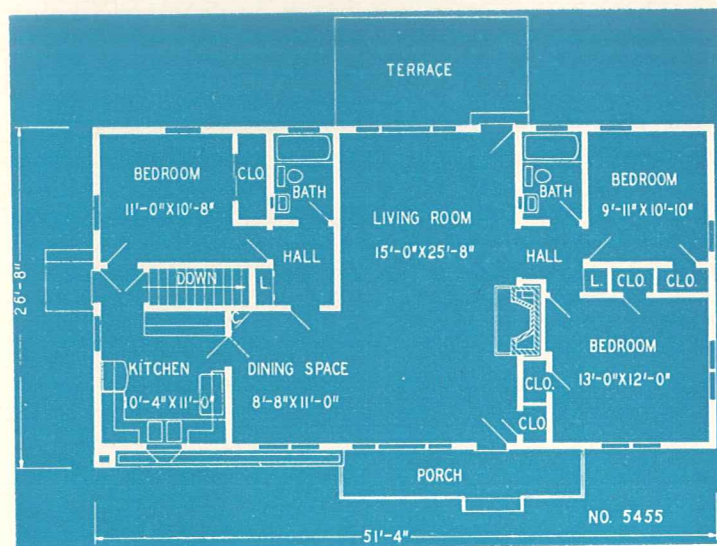 TERRACE
BEDROOM
11'-0"X10'-8"
CLO.
BATH
HALL
LIVING ROOM
15'-0"X25'-8"
BATH
HALL
BEDROOM
9'-11"X10'-10"
26'-8"
DOWN
L.
L.
CLO.
CLO.
KITCHEN
10'-4"X11'-0"
DINING SPACE
8'-8"X11'-0"
BEDROOM
13'-0"X12'-0"
CLO.
CLO.
PORCH
NO. 5455
51'-4"